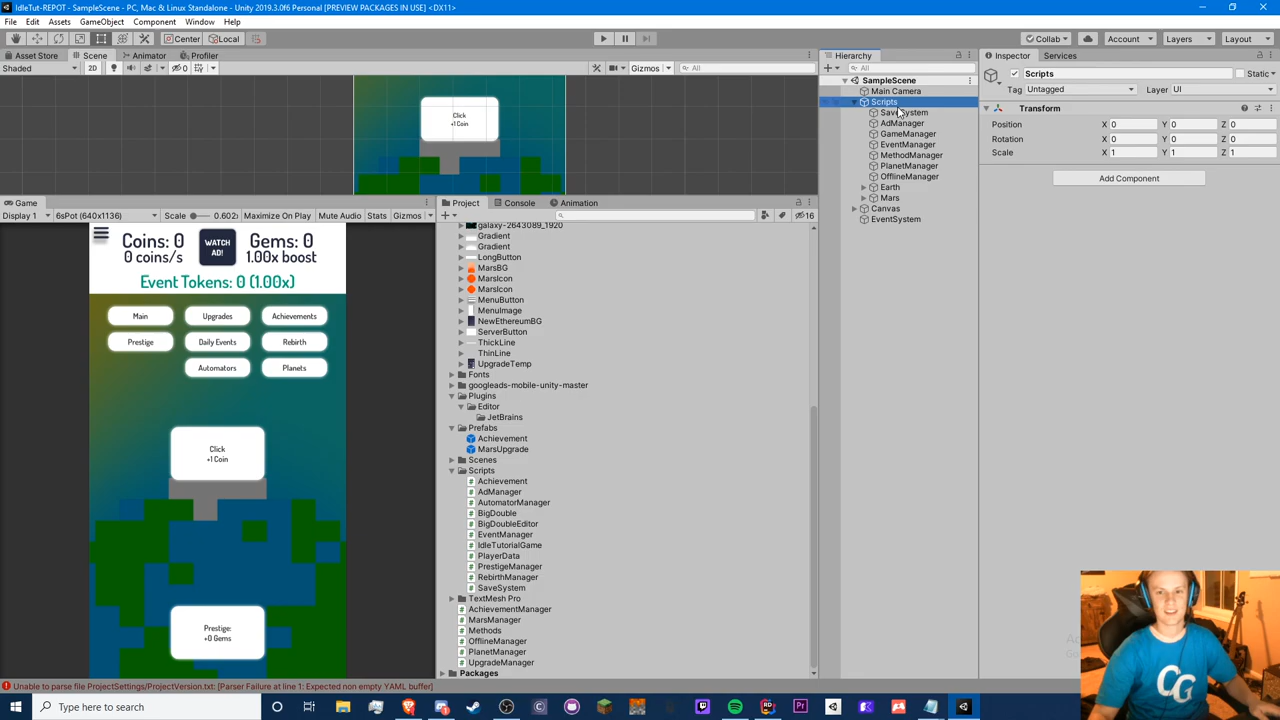 IdleTut-REPOT - SampleScene - PC, Mac & Linux Standalone - Unity 2019.3.0f6 Personal [PREVIEW PACKAGES IN USE] <DX11>
File Edit Assets GameObject Component Window Help
Center Local Collab Account Layers Layout
Asset Store Scene Animator Profiler
Shaded 2D 0 Gizmos All
Click
+1 Coin
Game
Display 1 6sPot (640x1136) Scale 0.602 Maximize On Play Mute Audio Stats Gizmos
Coins: 0
0 coins/s
WATCH
AD!
Gems: 0
1.00x boost
Event Tokens: 0 (1.00x)
Main Upgrades Achievements
Prestige Daily Events Rebirth
Automators Planets
Click
+1 Coin
Prestige:
+0 Gems
Project Console Animation
16
galaxy-2643089_1920
Gradient
Gradient
LongButton
MarsBG
MarsIcon
MarsIcon
MenuButton
MenuImage
NewEthereumBG
ServerButton
ThickLine
ThinLine
UpgradeTemp
Fonts
googleads-mobile-unity-master
Plugins
Editor
JetBrains
Prefabs
Achievement
MarsUpgrade
Scenes
Scripts
Achievement
AdManager
AutomatorManager
BigDouble
BigDoubleEditor
EventManager
IdleTutorialGame
PlayerData
PrestigeManager
RebirthManager
SaveSystem
TextMesh Pro
AchievementManager
MarsManager
Methods
OfflineManager
PlanetManager
UpgradeManager
Packages
Hierarchy
All
SampleScene
Main Camera
Scripts
SaveSystem
AdManager
GameManager
EventManager
MethodManager
PlanetManager
OfflineManager
Earth
Mars
Canvas
EventSystem
Inspector Services
Scripts Static
Tag Untagged Layer UI
Transform
Position X 0 Y 0 Z 0
Rotation X 0 Y 0 Z 0
Scale X 1 Y 1 Z 1
Add Component
CG
Unable to parse file ProjectSettings/ProjectVersion.txt: [Parser Failure at line 1: Expected non empty YAML buffer]
Type here to search